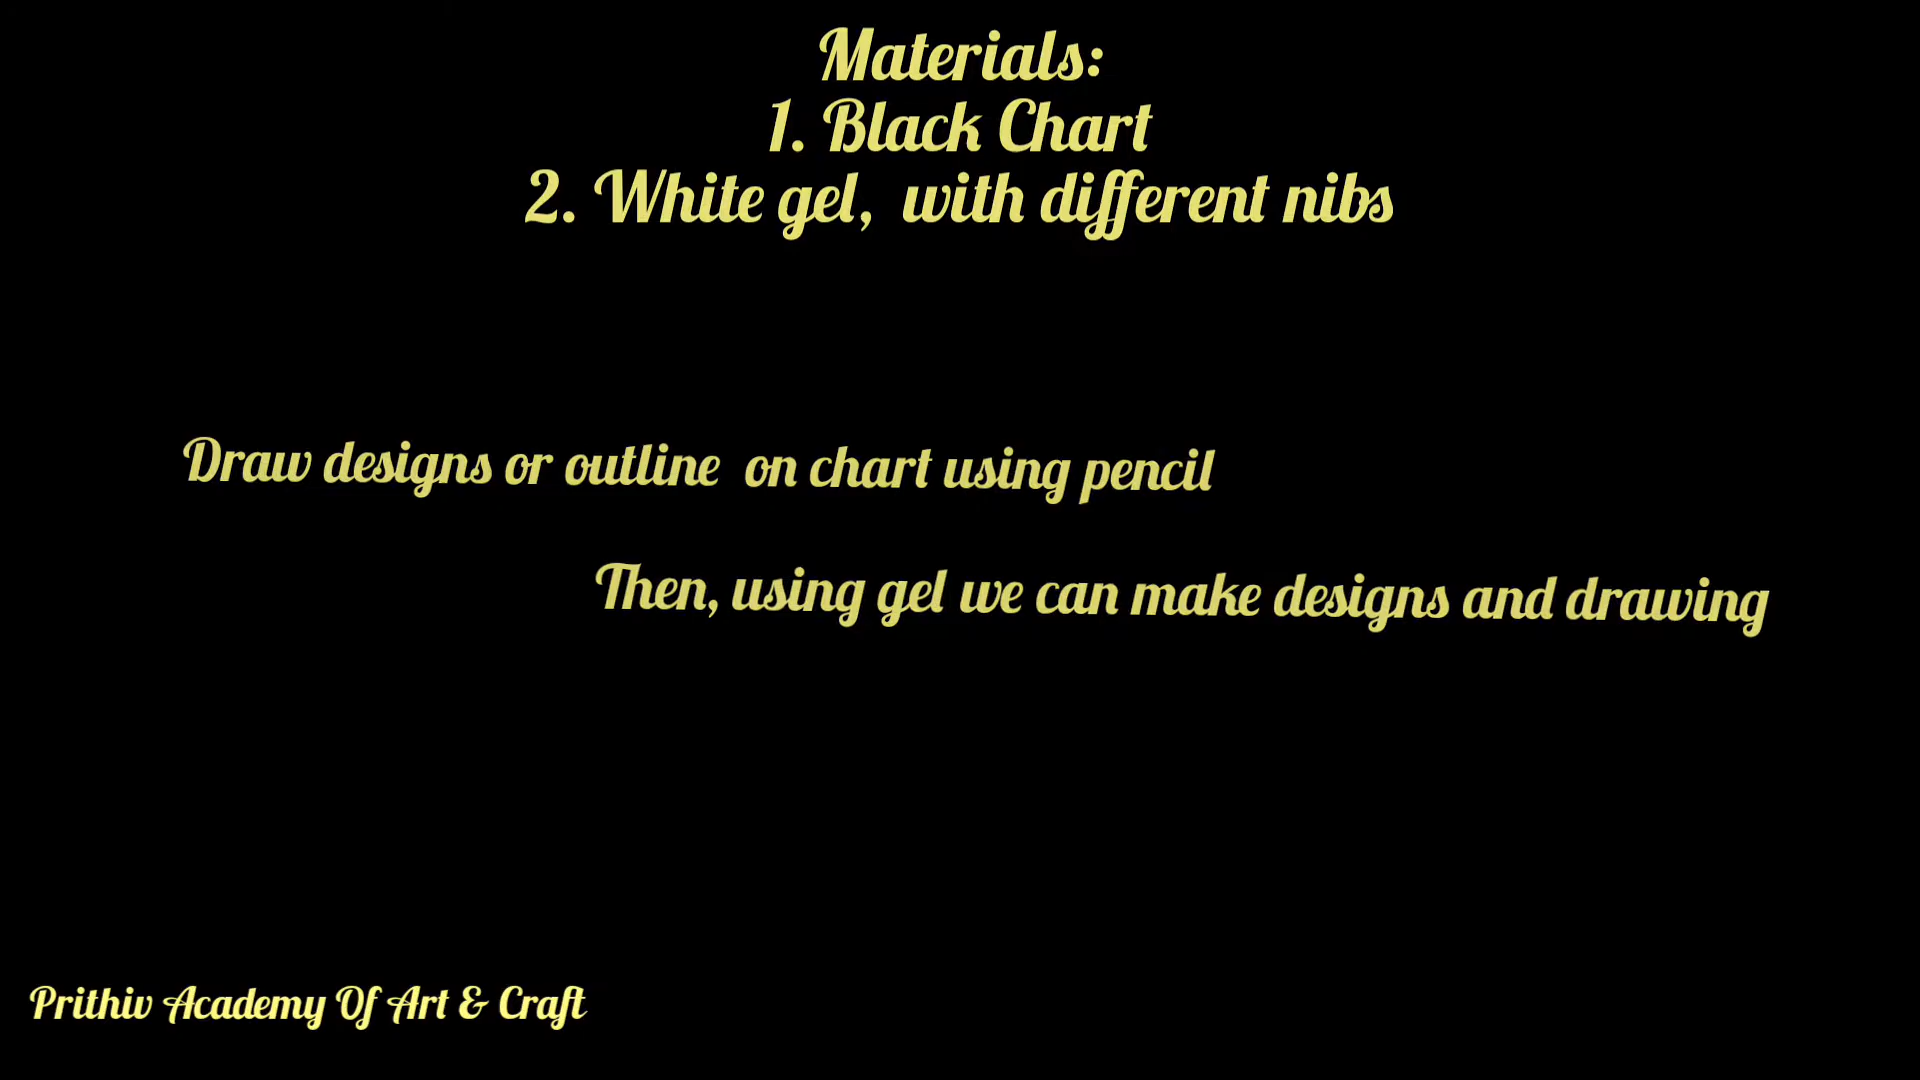 Materials:
1. Black Chart
2. White gel,  with different nibs
Draw designs or outline  on chart using pencil
Then, using gel we can make designs and drawing
Prithiv Academy Of Art & Craft